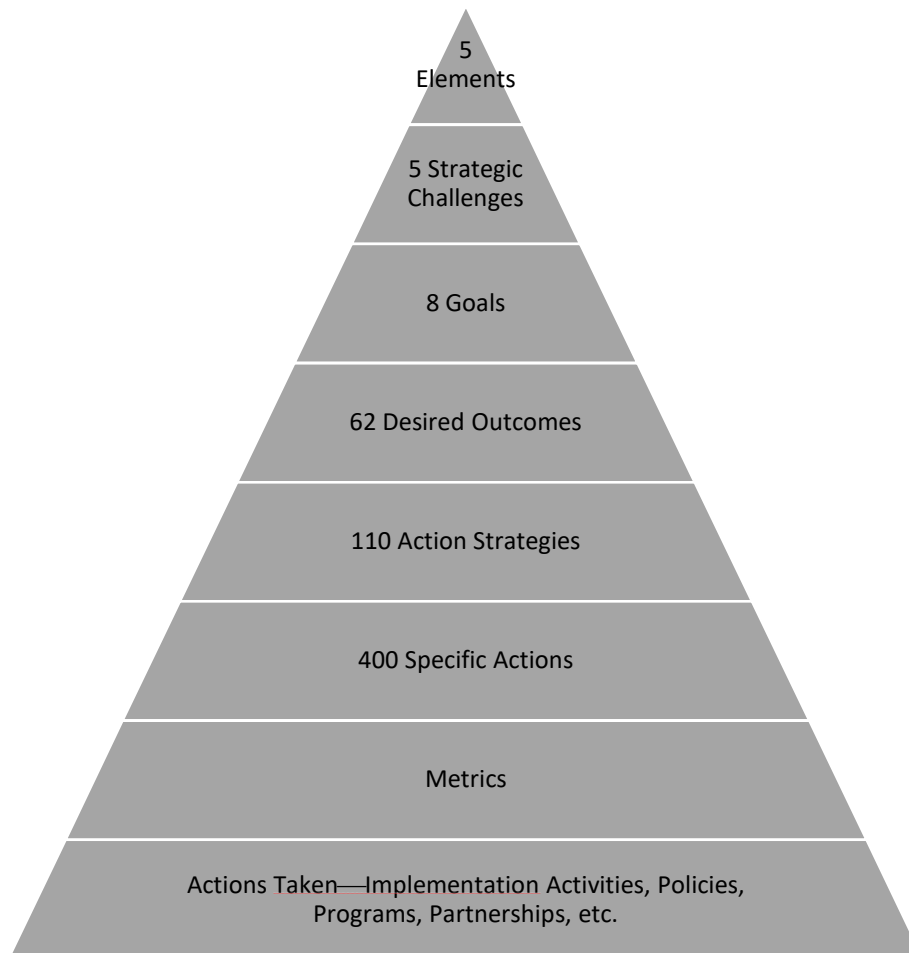 5
Elements
5 Strategic
Challenges
8 Goals
62 Desired Outcomes
110 Action Strategies
400 Specific Actions
Metrics
Actions Taken—Implementation Activities, Policies,
Programs, Partnerships, etc.